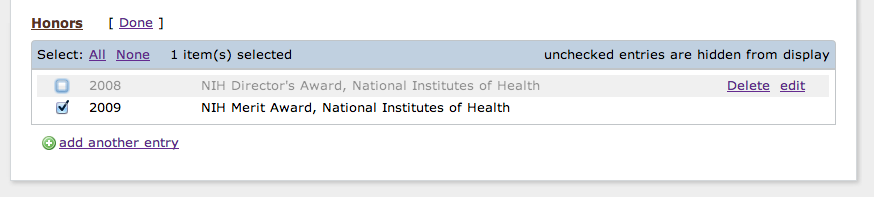 Honors [ Done ]
Select: All None 1 item(s) selected unchecked entries are hidden from display
2008 NIH Director's Award, National Institutes of Health Delete edit
2009 NIH Merit Award, National Institutes of Health
add another entry